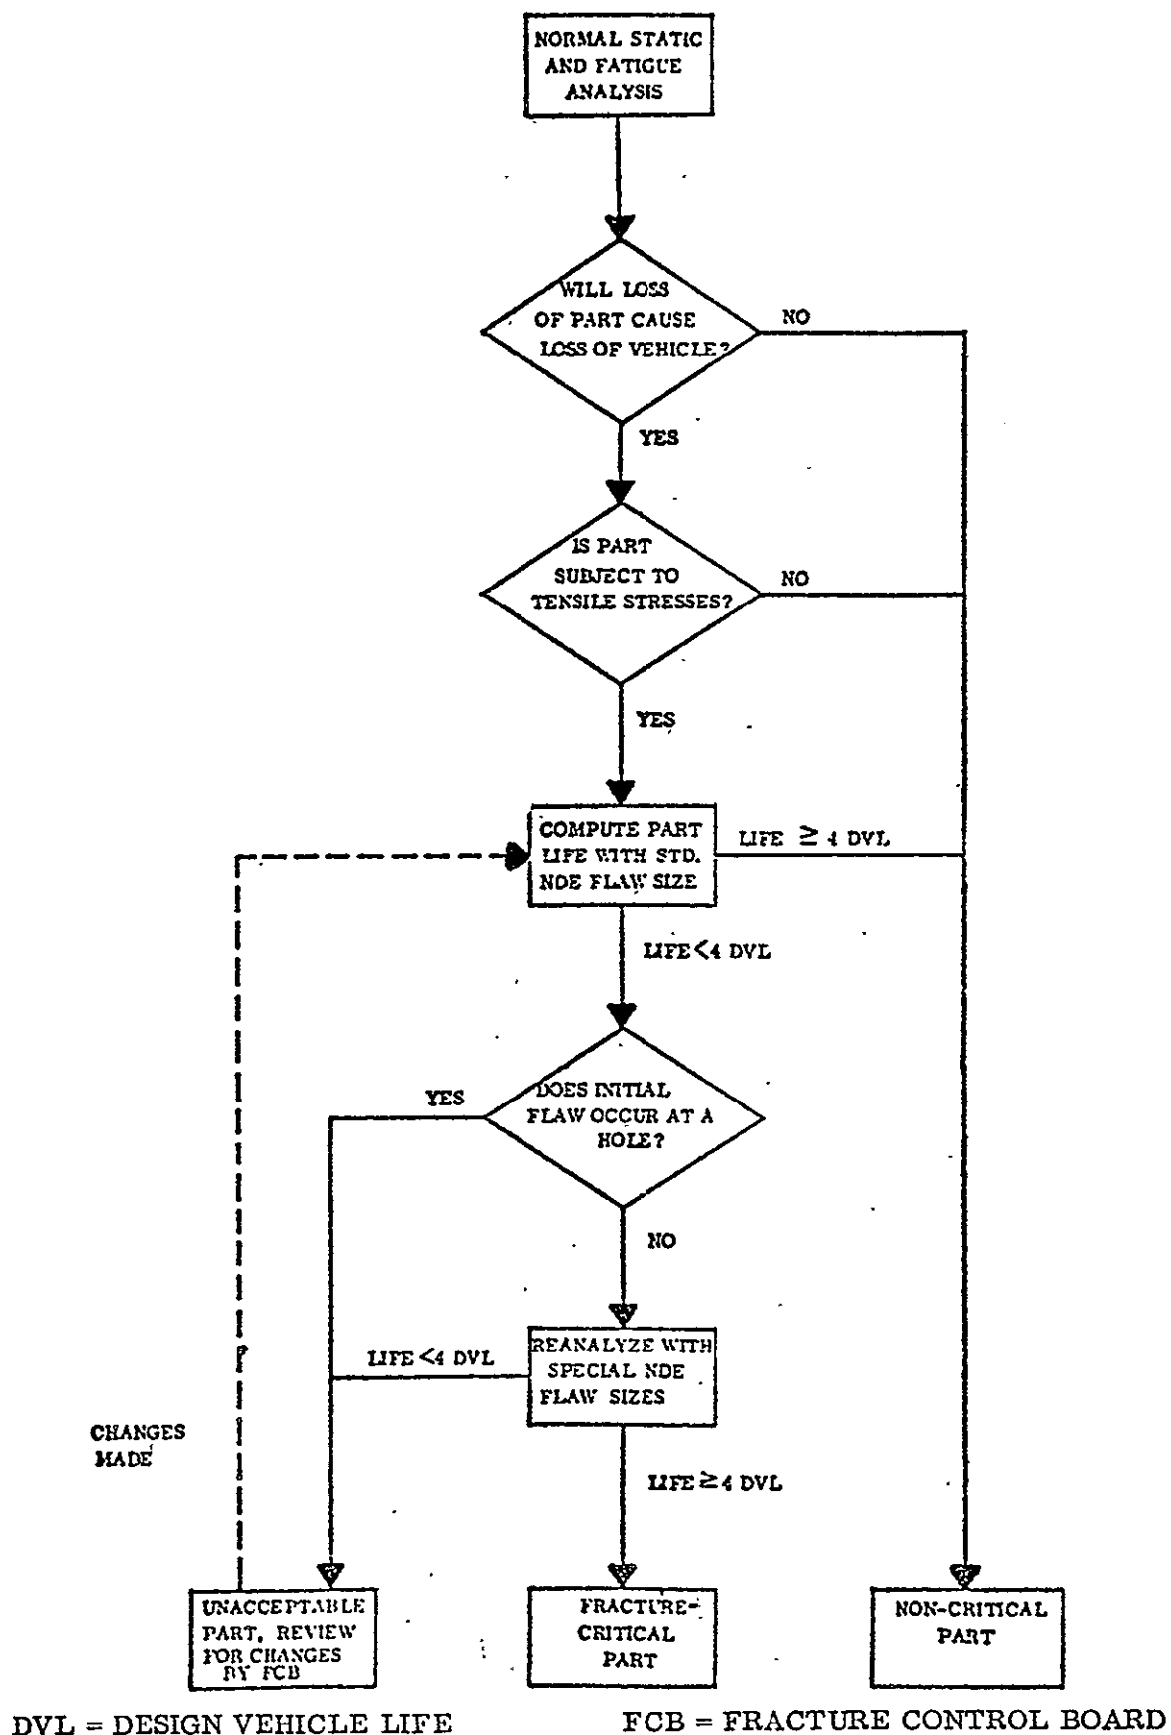 NORMAL STATIC
AND FATIGUE
ANALYSIS
WILL LOSS
OF PART CAUSE
LOSS OF VEHICLE?
NO
YES
IS PART
SUBJECT TO
TENSILE STRESSES?
NO
YES
COMPUTE PART
LIFE WITH STD.
NDE FLAW SIZE
LIFE ≥ 4 DVL
LIFE<4 DVL
DOES INITIAL
FLAW OCCUR AT A
HOLE?
YES
NO
REANALYZE WITH
SPECIAL NDE
FLAW SIZES
LIFE<4 DVL
CHANGES
MADE
LIFE≥4 DVL
UNACCEPTABLE
PART, REVIEW
FOR CHANGES
BY FCB
FRACTURE-
CRITICAL
PART
NON-CRITICAL
PART
DVL = DESIGN VEHICLE LIFE
FCB = FRACTURE CONTROL BOARD